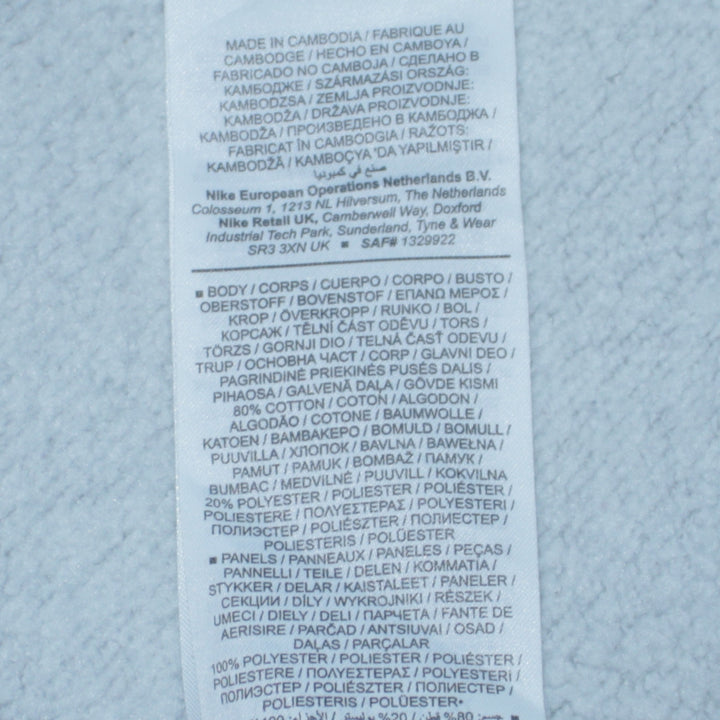 MADE IN CAMBODIA / FABRIQUE AU
CAMBODGE / HECHO EN CAMBOYA /
FABRICADO NO CAMBOJA / СДЕЛАНО В
КАМБОДЖЕ / SZÁRMAZÁSI ORSZÁG:
KAMBODZSA / ZEMLJA PROIZVODNJE:
KAMBODŽA / DRŽAVA PROIZVODNJE:
KAMBODŽA / ПРОИЗВЕДЕНО В КАМБОДЖА /
FABRICAT ÎN CAMBODGIA / RAŽOTS:
KAMBODŽĀ / KAMBOÇYA 'DA YAPILMIŞTIR /
صنع في كمبوديا
Nike European Operations Netherlands B.V.
Colosseum 1, 1213 NL Hilversum, The Netherlands
Nike Retail UK, Camberwell Way, Doxford
Industrial Tech Park, Sunderland, Tyne & Wear
SR3 3XN UK ■ SAF# 1329922
■ BODY / CORPS / CUERPO / CORPO / BUSTO /
OBERSTOFF / BOVENSTOF / ΕΠΑΝΩ ΜΕΡΟΣ /
KROP / ÖVERKROPP / RUNKO / BOL /
КОРСАЖ / TĚLNÍ ČÁST ODĚVU / TORS /
TÖRZS / GORNJI DIO / TELNÁ ČASŤ ODEVU /
TRUP / ОСНОВНА ЧАСТ / CORP / GLAVNI DEO /
PAGRINDINĖ PRIEKINĖS PUSĖS DALIS /
PIHAOSA / GALVENĀ DAĻA / GÖVDE KISMI
80% COTTON / COTON / ALGODON /
ALGODÃO / COTONE / BAUMWOLLE /
KATOEN / ΒΑΜΒΑΚΕΡΟ / BOMULD / BOMULL /
PUUVILLA / ХЛОПОК / BAVLNA / BAWEŁNA /
PAMUT / PAMUK / BOMBAŽ / ПАМУК /
BUMBAC / MEDVILNĖ / PUUVILL / KOKVILNA
20% POLYESTER / POLIESTER / POLIÉSTER /
POLIESTERE / ΠΟΛΥΕΣΤΕΡΑΣ / POLYESTERI /
ПОЛИЭСТЕР / POLIÉSZTER / ПОЛИЕСТЕР /
POLIESTERIS / POLÜESTER
■ PANELS / PANNEAUX / PANELES / PEÇAS /
PANNELLI / TEILE / DELEN / ΚΟΜΜΑΤΙΑ /
STYKKER / DELAR / KAISTALEET / PANELER /
СЕКЦИИ / DÍLY / WYKROJNIKI / RÉSZEK /
UMECI / DIELY / DELI / ПАРЧЕТА / FANTE DE
AERISIRE / PARČAD / ANTSIUVAI / OSAD /
DAĻAS / PARÇALAR
100% POLYESTER / POLIESTER / POLIÉSTER /
POLIESTERE / ΠΟΛΥΕΣΤΕΡΑΣ / POLYESTERI /
ПОЛИЭСТЕР / POLIÉSZTER / ПОЛИЕСТЕР /
POLIESTERIS / POLÜESTER•